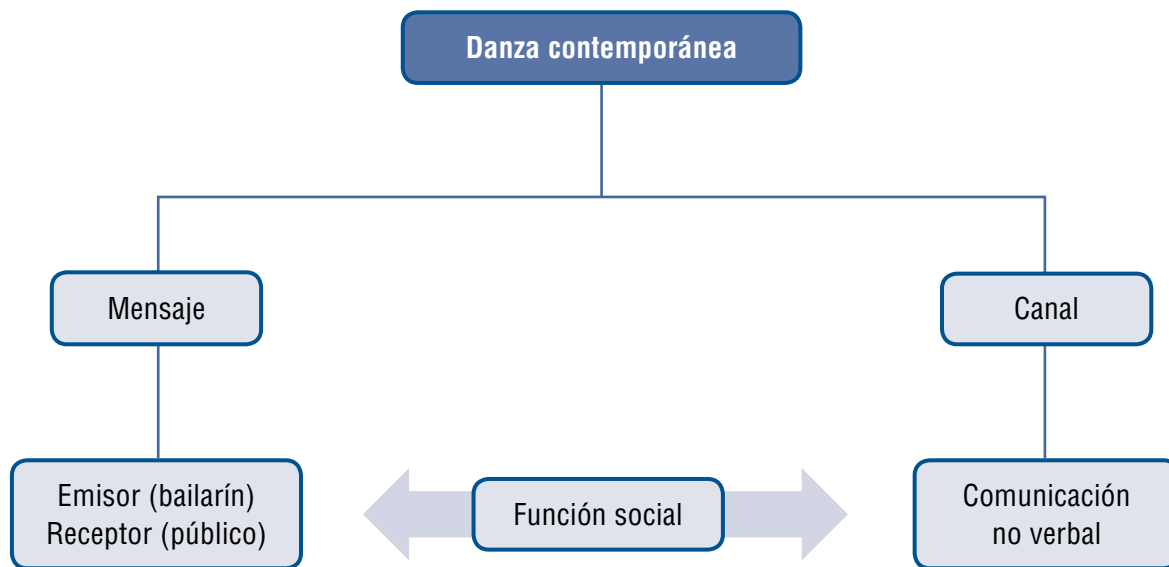 Danza contemporánea
Mensaje
Canal
Emisor (bailarín)
Receptor (público)
Función social
Comunicación
no verbal